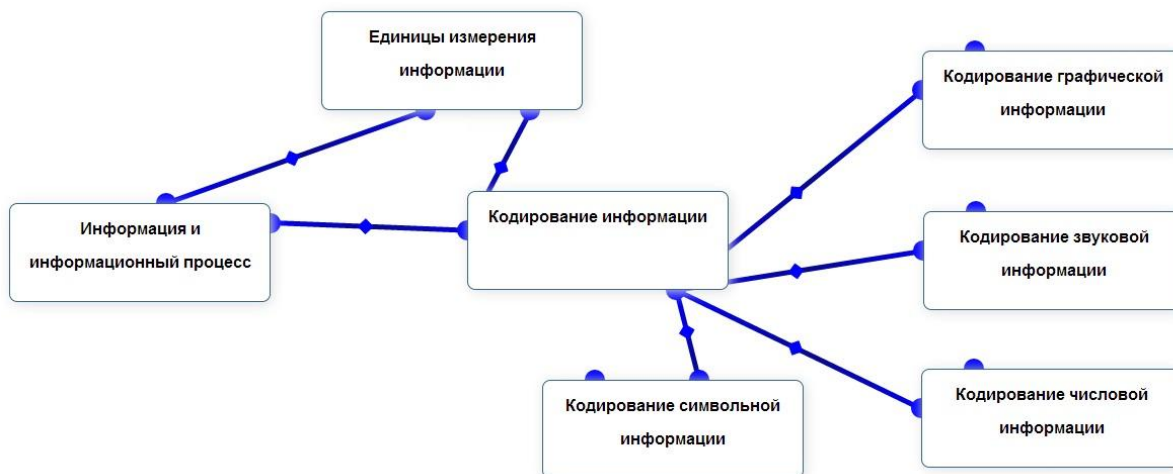 Единицы измерения
информации
Информация и
информационный процесс
Кодирование информации
Кодирование символьной
информации
Кодирование графической
информации
Кодирование звуковой
информации
Кодирование числовой
информации